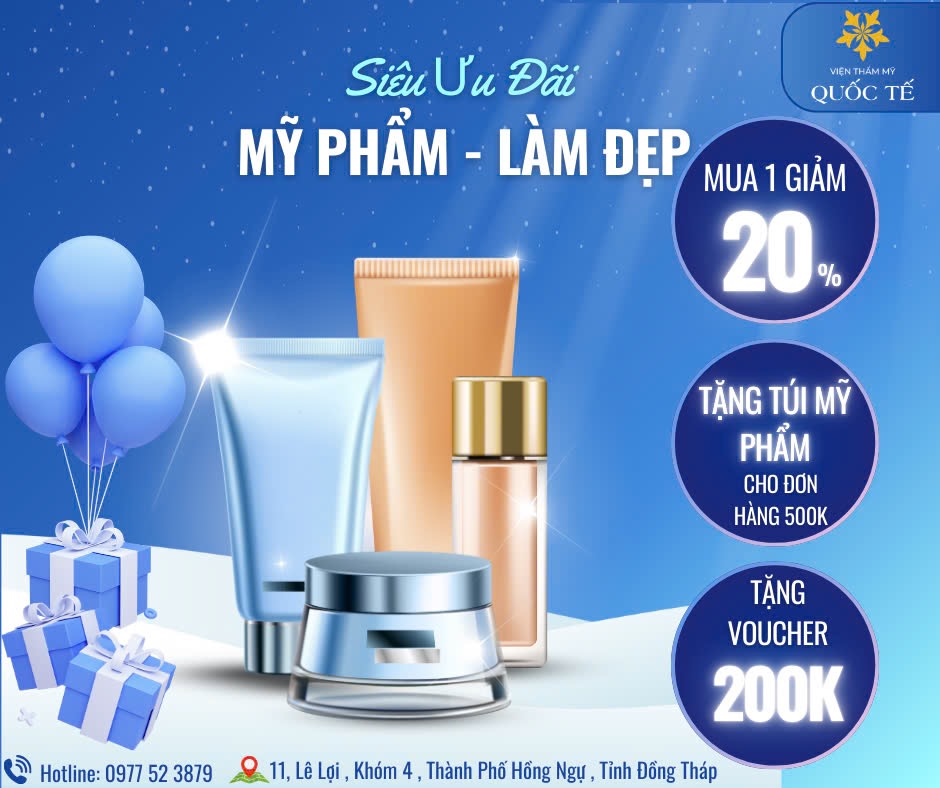 VIỆN THẨM MỸ
QUỐC TẾ
Siêu Ưu Đãi
MỸ PHẨM - LÀM ĐẸP
MUA 1 GIẢM
20%
TẶNG TÚI MỸ
PHẨM
CHO ĐƠN
HÀNG 500K
TẶNG
VOUCHER
200K
Hotline: 0977 52 3879
11, Lê Lợi , Khóm 4 , Thành Phố Hồng Ngự , Tỉnh Đồng Tháp